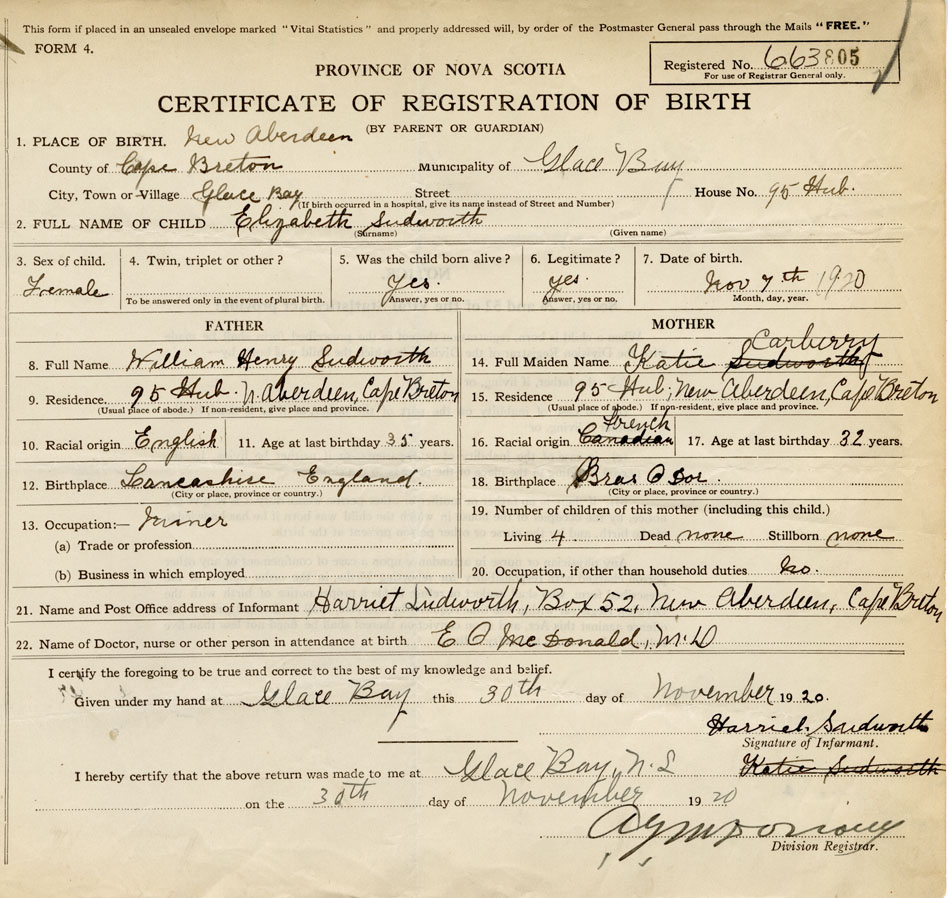 This form if placed in an unsealed envelope marked "Vital Statistics" and properly addressed will, by order of the Postmaster General pass through the Mails "FREE."
FORM 4.
Registered No. 663805
For use of Registrar General only.
PROVINCE OF NOVA SCOTIA
CERTIFICATE OF REGISTRATION OF BIRTH
(BY PARENT OR GUARDIAN)
1. PLACE OF BIRTH. New Aberdeen
County of Cape Breton Municipality of Glace Bay
City, Town or Village Glace Bay Street House No. 95 Hub.
(If birth occurred in a hospital, give its name instead of Street and Number)
2. FULL NAME OF CHILD Elizabeth Sudworth
(Surname) (Given name)
3. Sex of child. 4. Twin, triplet or other? 5. Was the child born alive? 6. Legitimate? 7. Date of birth.
Female Yes. yes. Nov 7th 1920
To be answered only in the event of plural birth. Answer, yes or no. Answer, yes or no. Month, day, year.
FATHER MOTHER
Carberry
8. Full Name William Henry Sudworth 14. Full Maiden Name Katie Sudworth
9. Residence. 95 Hub. N. Aberdeen, Cape Breton 15. Residence 95 Hub, New Aberdeen, Cape Breton
(Usual place of abode.) If non-resident, give place and province. (Usual place of abode.) If non-resident, give place and province.
French
10. Racial origin English 11. Age at last birthday 35 years. 16. Racial origin Canadian 17. Age at last birthday 32 years.
12. Birthplace Lancashire England. 18. Birthplace Bras O Dor.
(City or place, province or country.) (City or place, province or country.)
13. Occupation:— miner 19. Number of children of this mother (including this child.)
(a) Trade or profession Living 4 Dead none Stillborn none
(b) Business in which employed 20. Occupation, if other than household duties No.
21. Name and Post Office address of Informant Harriet Sudworth, Box 52, New Aberdeen, Cape Breton
22. Name of Doctor, nurse or other person in attendance at birth E O McDonald, M.D
I certify the foregoing to be true and correct to the best of my knowledge and belief.
Given under my hand at Glace Bay this 30th day of November 1920.
Harriet Sudworth
Signature of Informant.
Katie Sudworth
I hereby certify that the above return was made to me at Glace Bay, N.S
on the 30th day of November 1920
Division Registrar.